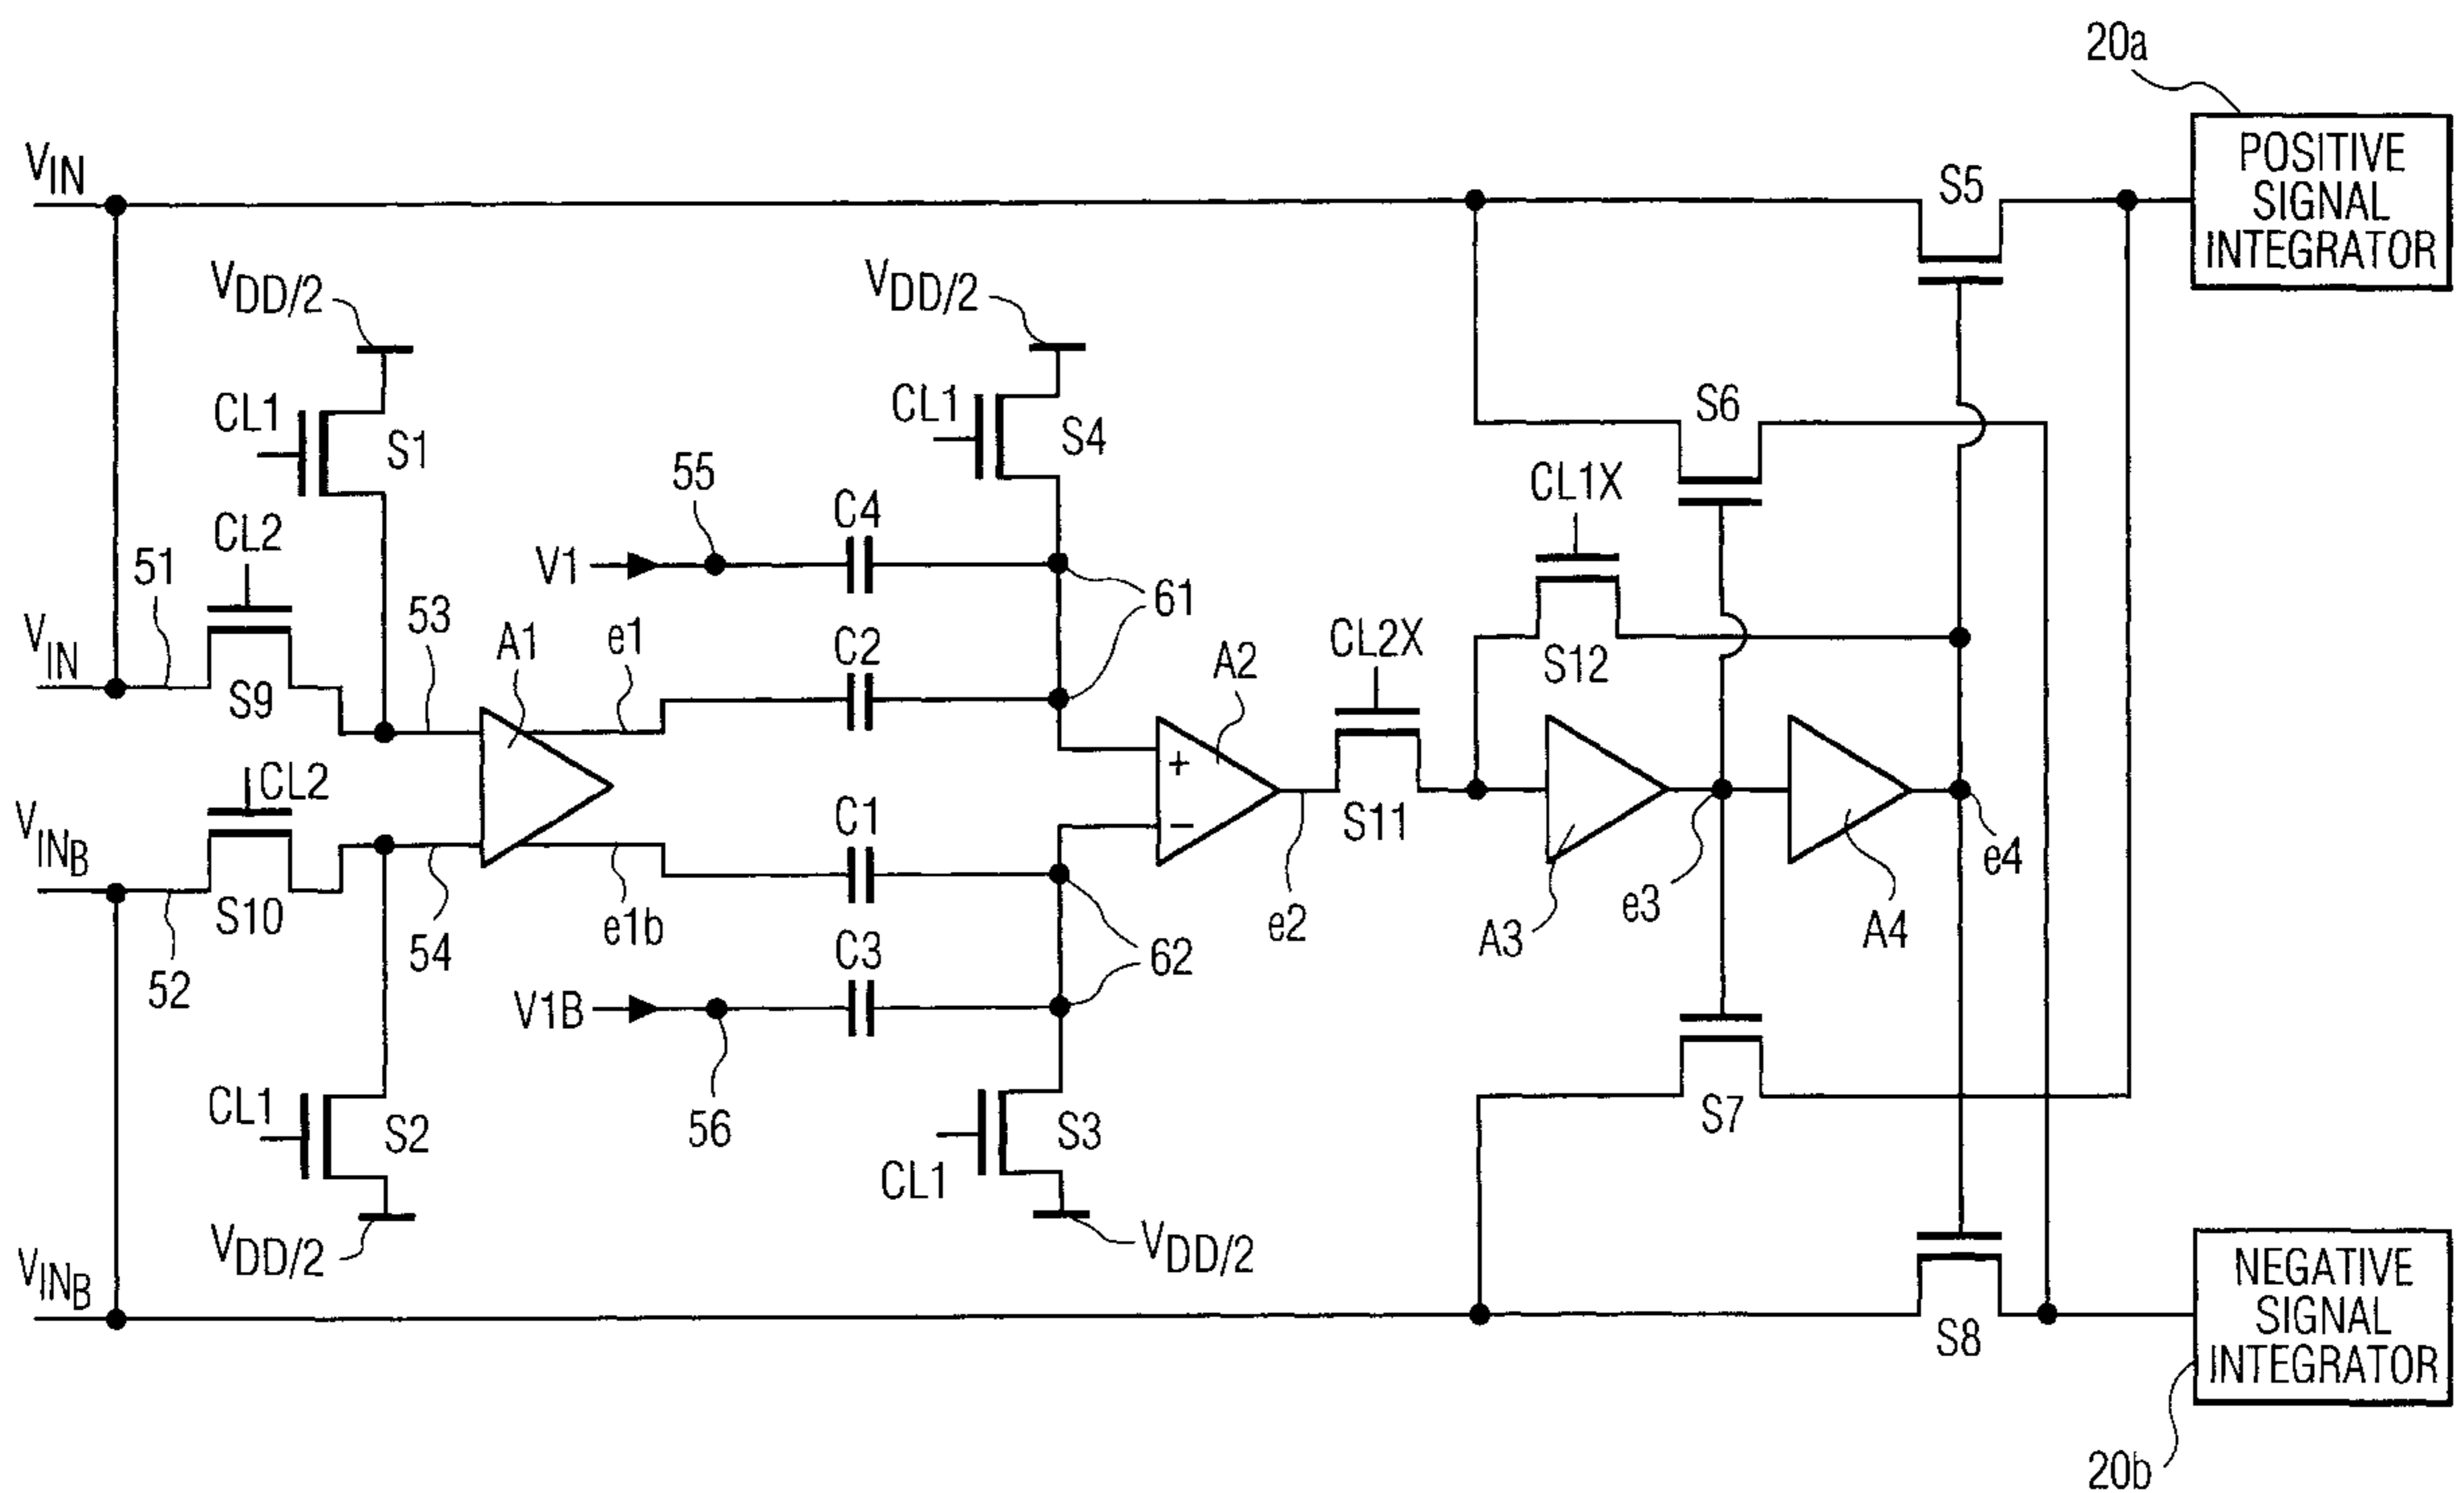 20a
POSITIVE
SIGNAL
INTEGRATOR
VIN
S5
VDD/2
VDD/2
CL1
S1
CL1
S4
S6
CL1X
55
C4
V1
CL2
51
53
A1
e1
C2
61
VIN
S9
CL2X
A2
S12
CL2
VINB
S10
52
54
e1b
C1
+
−
e2
S11
A3
e3
A4
e4
C3
62
V1B
56
CL1
S2
VDD/2
S3
CL1
VDD/2
S7
VINB
S8
NEGATIVE
SIGNAL
INTEGRATOR
20b